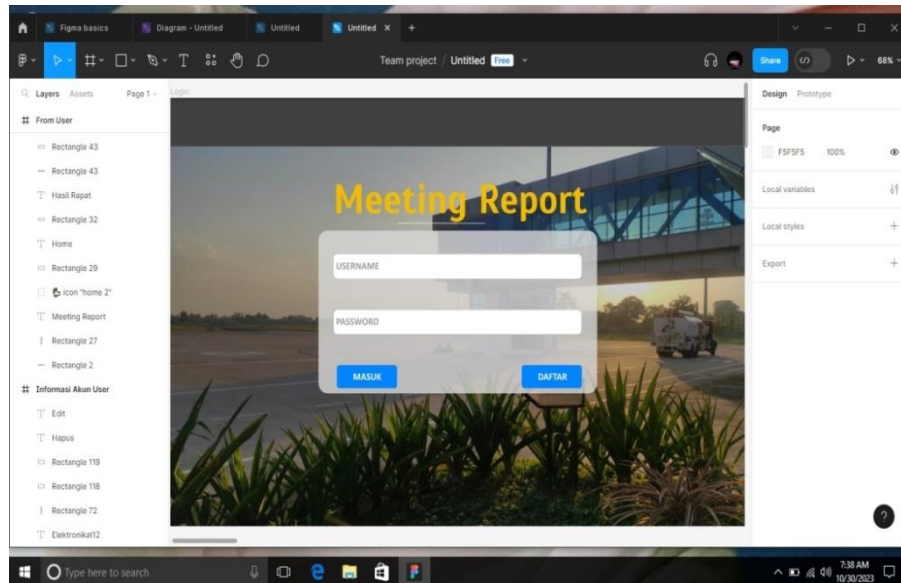 Figma basics
Diagram - Untitled
Untitled
Untitled
Team project / Untitled Free
Share
68%
Layers Assets Page 1
Login
Design Prototype
From User
Page
Rectangle 43
F5F5F5 100%
Rectangle 43
Hasil Rapat
Local variables
Rectangle 32
Local styles
Home
Export
Rectangle 29
icon "home 2"
Meeting Report
Rectangle 27
Rectangle 2
Informasi Akun User
Edit
Hapus
Rectangle 119
Rectangle 118
Rectangle 72
Elektronikal12
Meeting Report
USERNAME
PASSWORD
MASUK DAFTAR
?
Type here to search
7:38 AM
10/30/2023